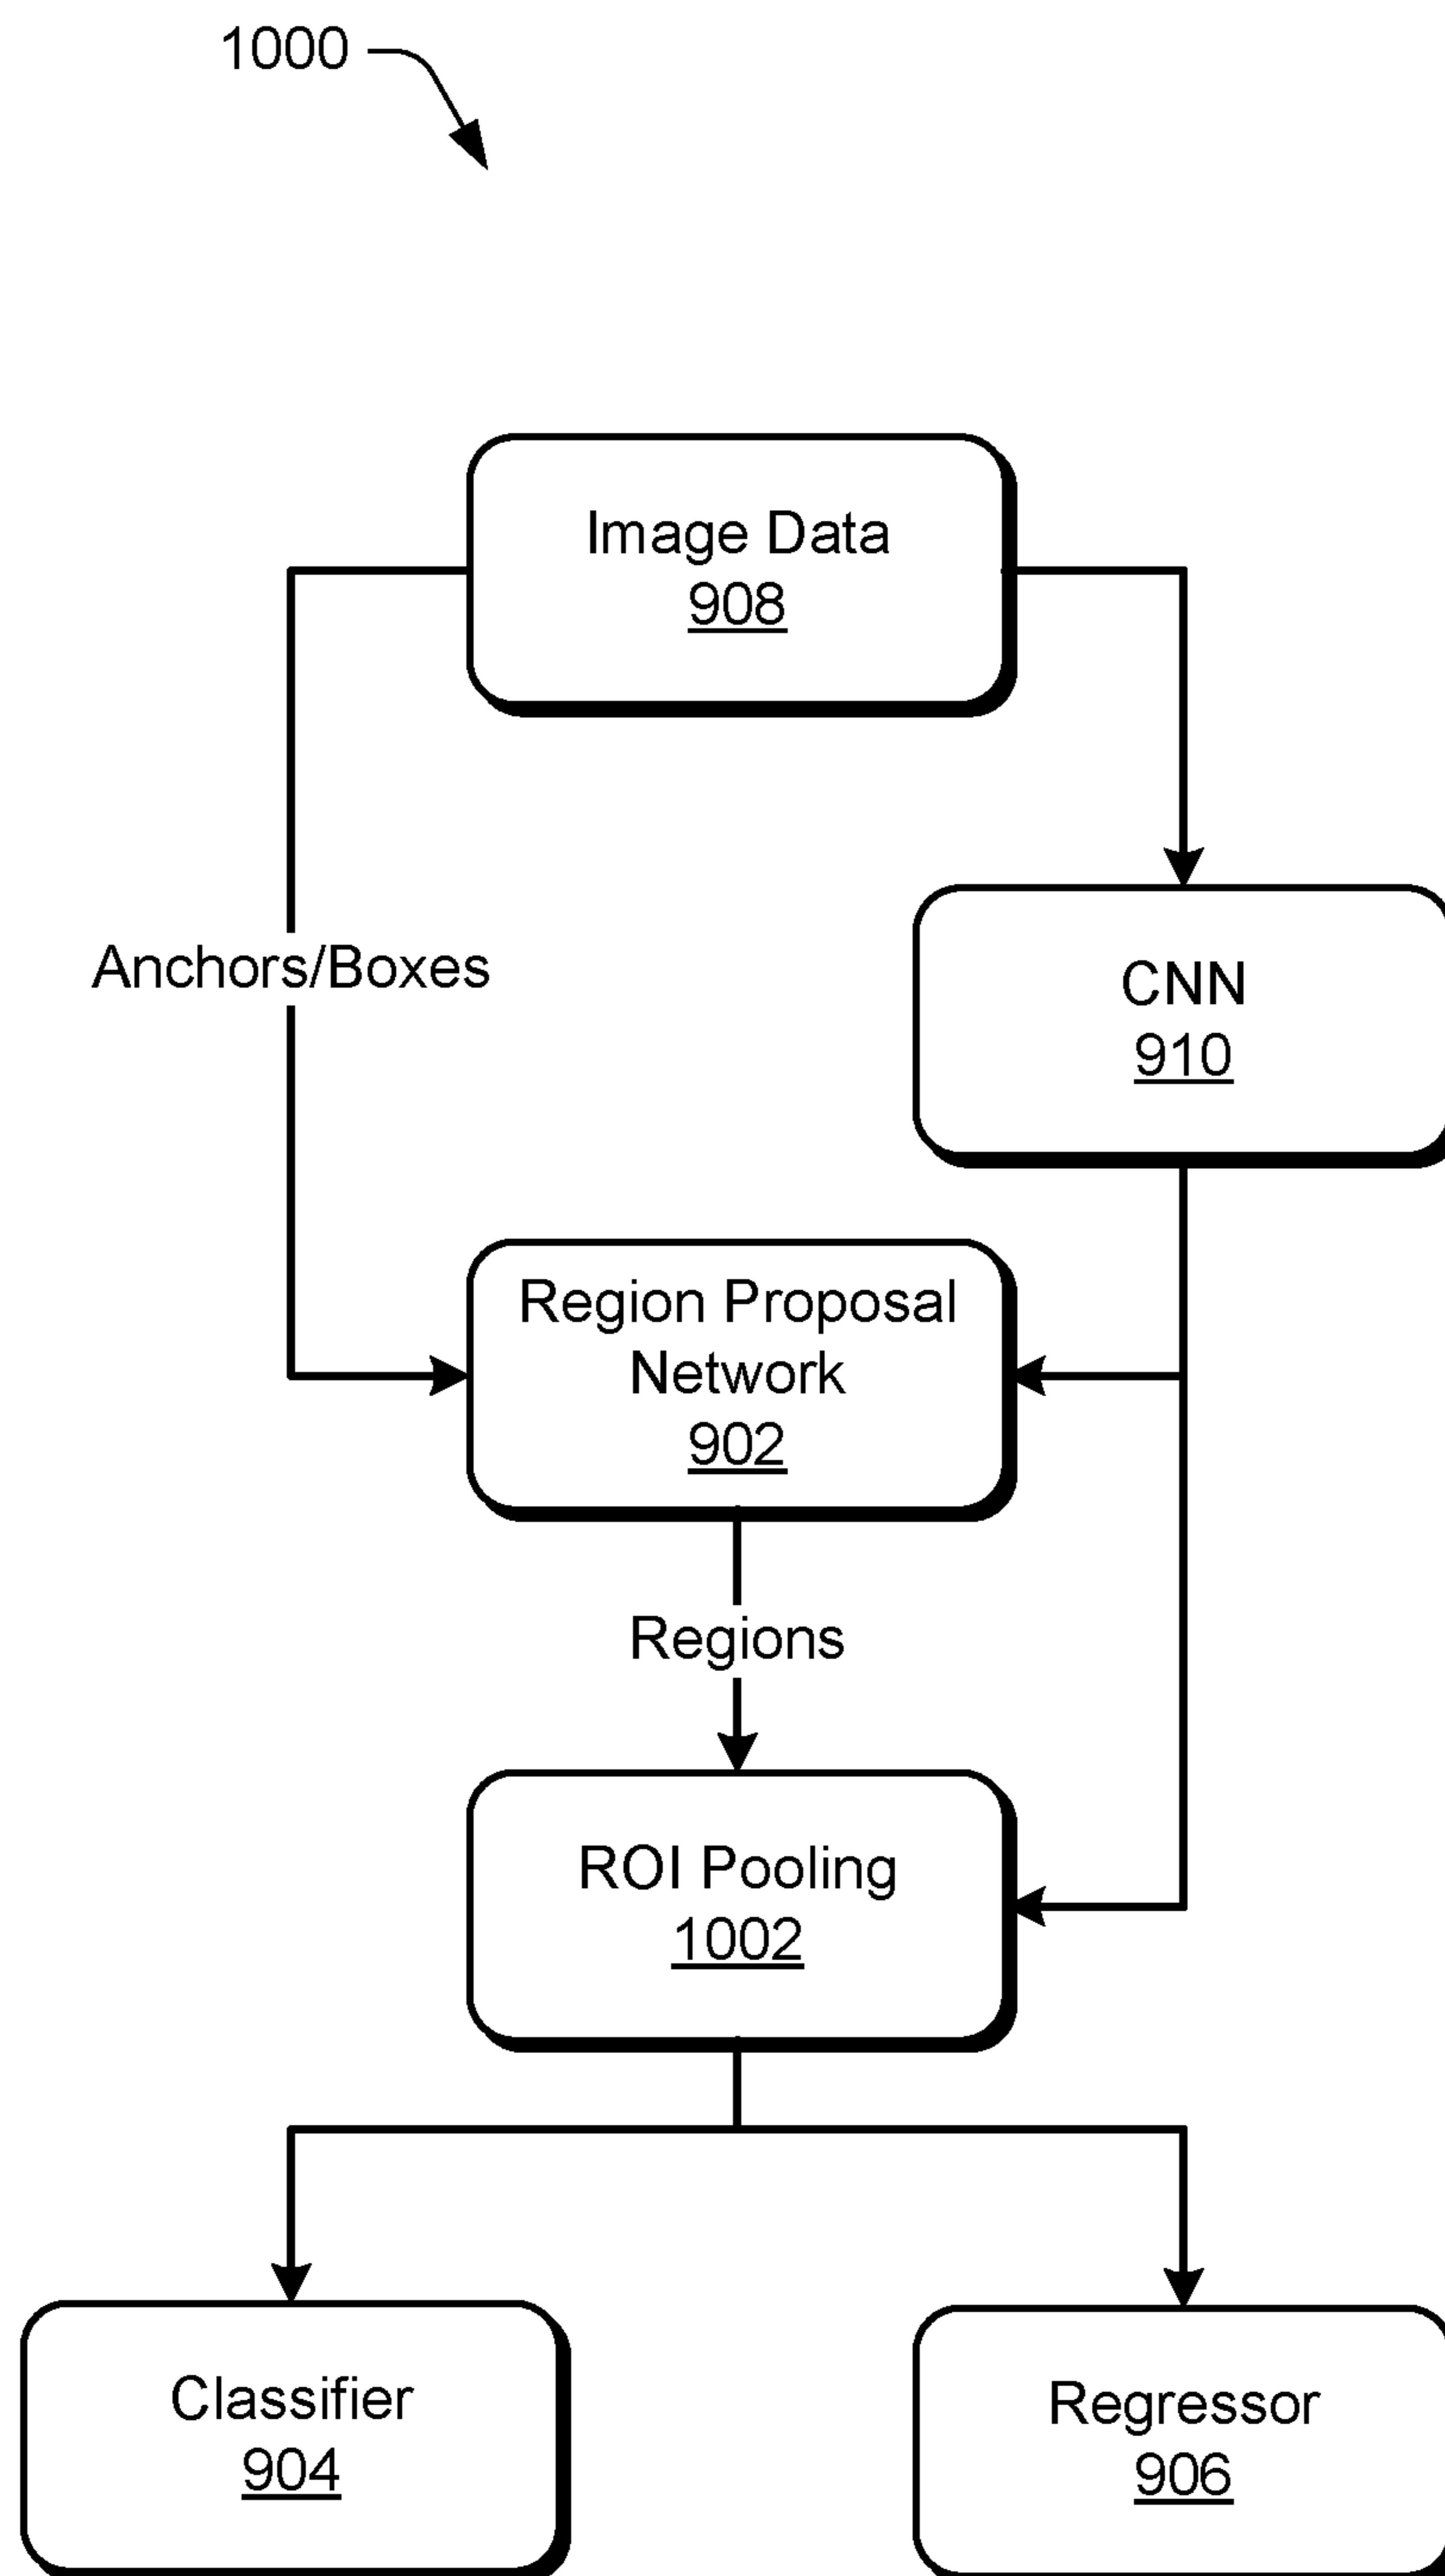 1000
Image Data
908
Anchors/Boxes
CNN
910
Region Proposal
Network
902
Regions
ROI Pooling
1002
Classifier
904
Regressor
906